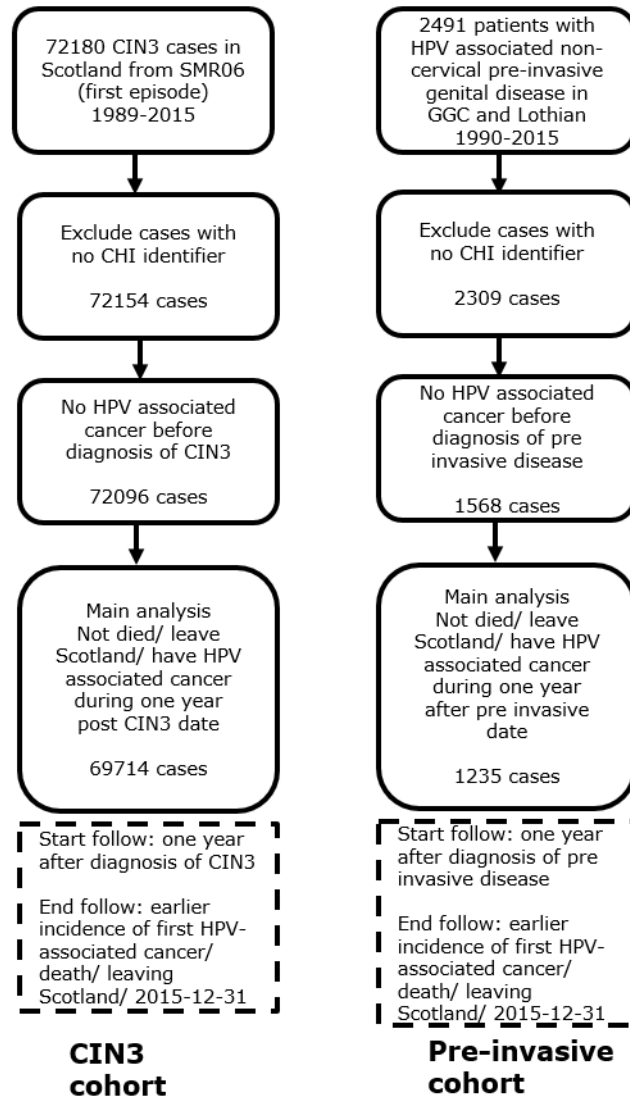 72180 CIN3 cases in
Scotland from SMR06
(first episode)
1989-2015
Exclude cases with
no CHI identifier
72154 cases
No HPV associated
cancer before
diagnosis of CIN3
72096 cases
Main analysis
Not died/ leave
Scotland/ have HPV
associated cancer
during one year
post CIN3 date
69714 cases
Start follow: one year
after diagnosis of CIN3
End follow: earlier
incidence of first HPV-
associated cancer/
death/ leaving
Scotland/ 2015-12-31
CIN3
cohort
2491 patients with
HPV associated non-
cervical pre-invasive
genital disease in
GGC and Lothian
1990-2015
Exclude cases with
no CHI identifier
2309 cases
No HPV associated
cancer before
diagnosis of pre
invasive disease
1568 cases
Main analysis
Not died/ leave
Scotland/ have HPV
associated cancer
during one year
after pre invasive
date
1235 cases
Start follow: one year
after diagnosis of pre
invasive disease
End follow: earlier
incidence of first HPV-
associated cancer/
death/ leaving
Scotland/ 2015-12-31
Pre-invasive
cohort